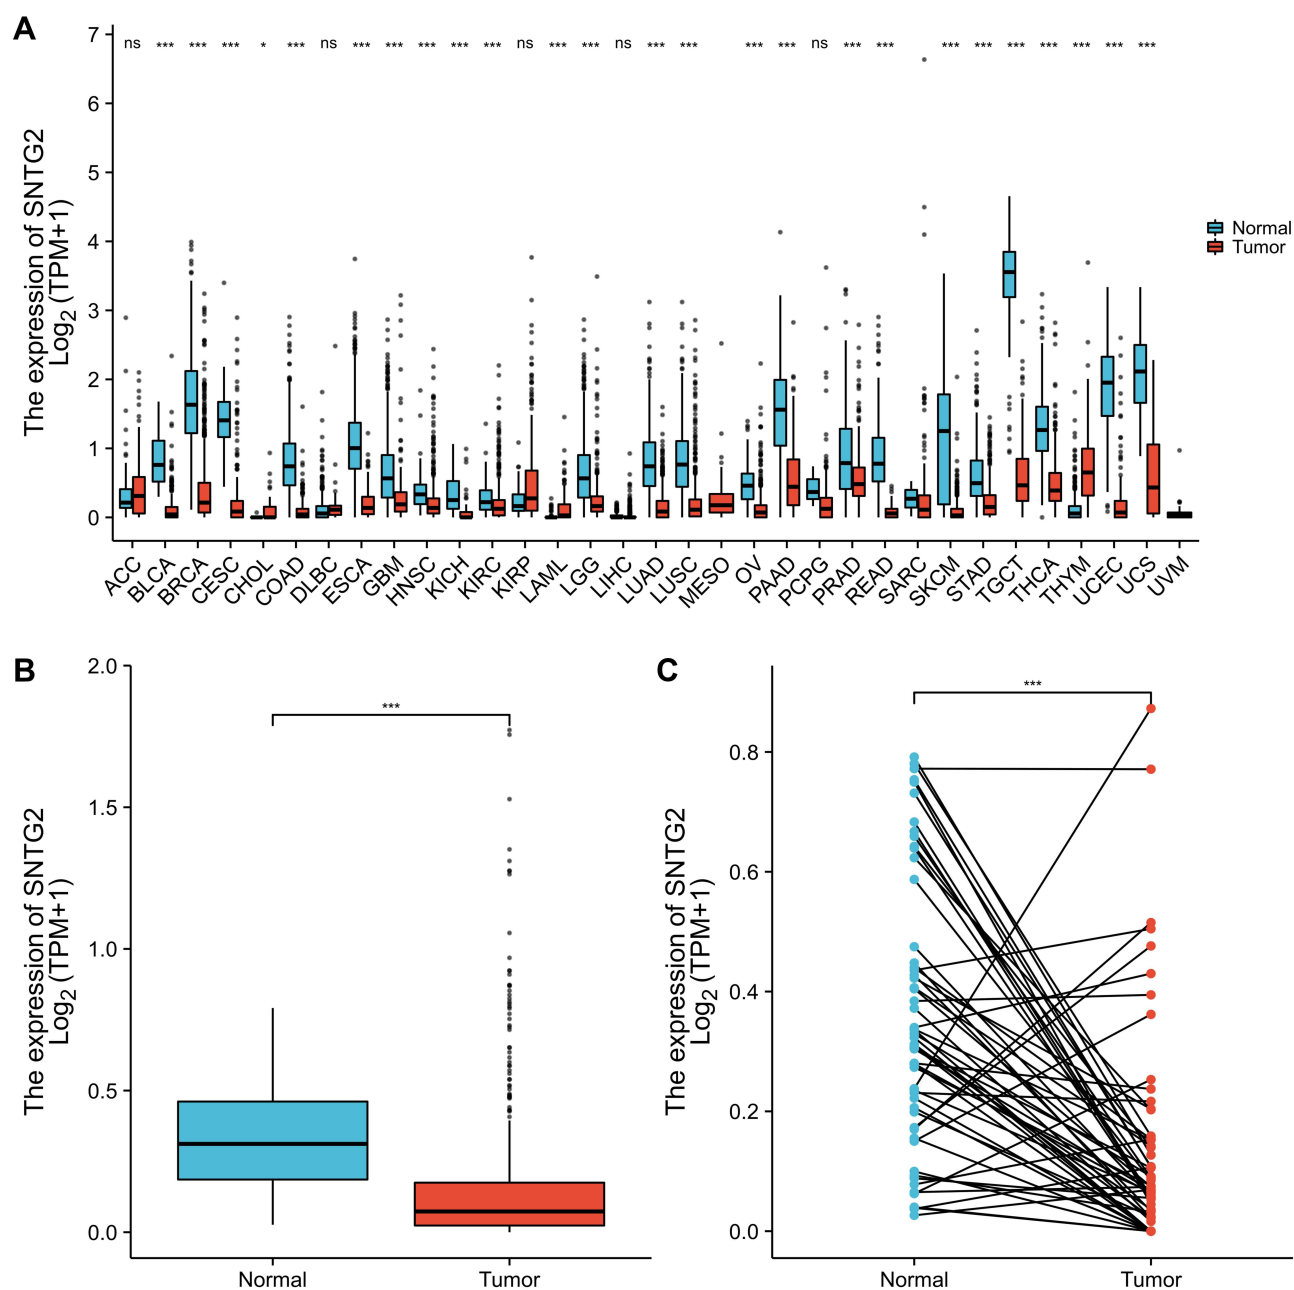 A
The expression of SNTG2
Log2 (TPM+1)
7
6
5
4
3
2
1
0
ns *** *** *** * *** ns *** *** *** *** *** ns *** *** ns *** *** *** *** ns *** *** *** *** *** *** *** *** ***
Normal
Tumor
ACC BLCA BRCA CESC CHOL COAD DLBC ESCA GBM HNSC KICH KIRC KIRP LAML LGG LIHC LUAD LUSC MESO OV PAAD PCPG PRAD READ SARC SKCM STAD TGCT THCA THYM UCEC UCS UVM
B
The expression of SNTG2
Log2 (TPM+1)
2.0
1.5
1.0
0.5
0.0
***
Normal Tumor
C
The expression of SNTG2
Log2 (TPM+1)
0.8
0.6
0.4
0.2
0.0
***
Normal Tumor